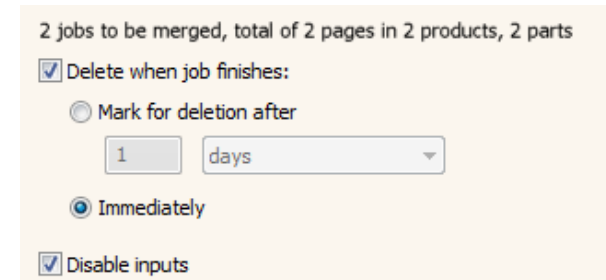 2 jobs to be merged, total of 2 pages in 2 products, 2 parts
Delete when job finishes:
Mark for deletion after
1 days
Immediately
Disable inputs